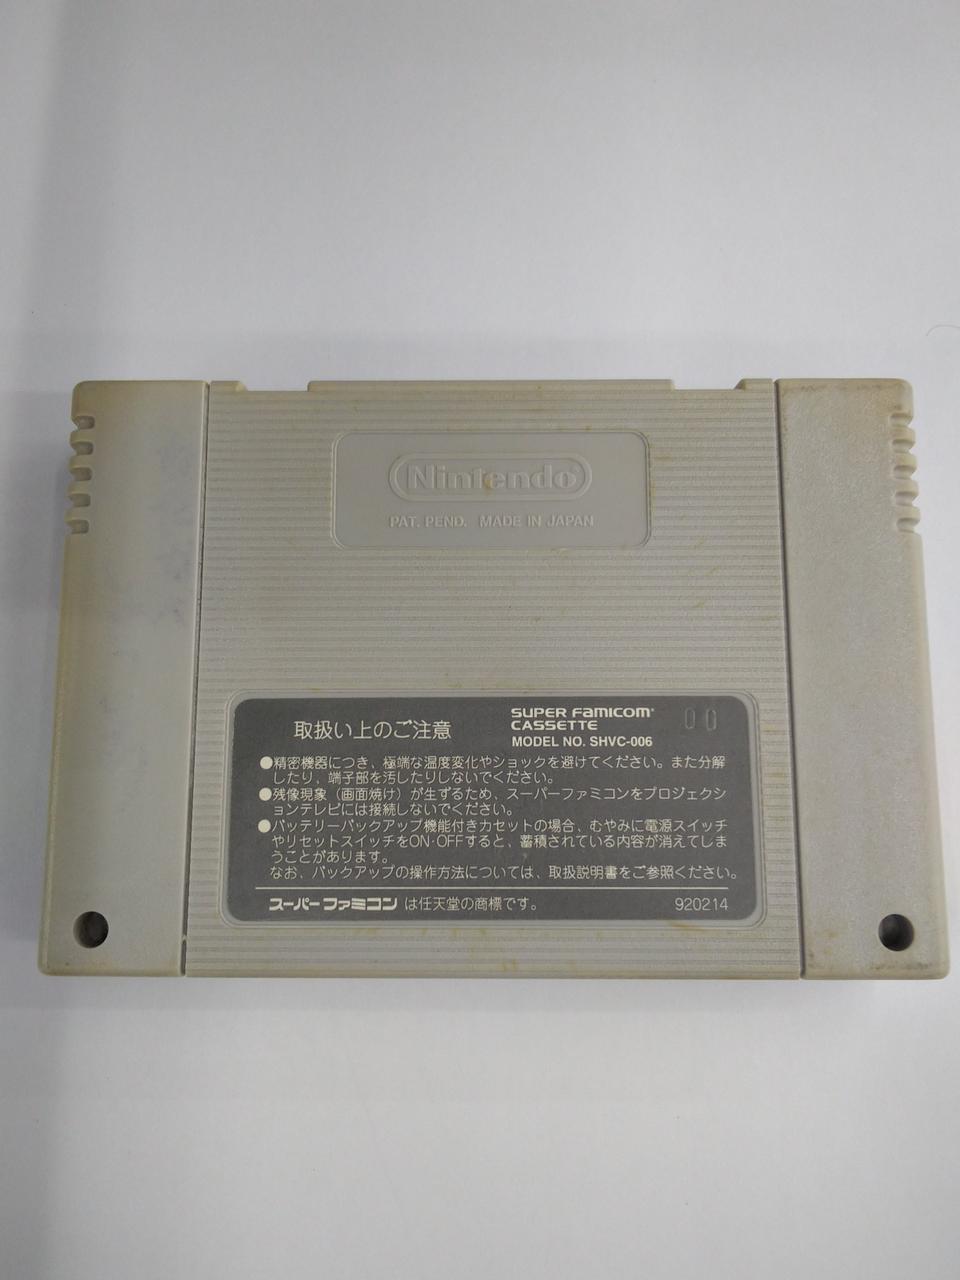 Nintendo®
PAT. PEND. MADE IN JAPAN
取扱い上のご注意
SUPER FAMICOM®
CASSETTE
MODEL NO. SHVC-006
00
●精密機器につき、極端な温度変化やショックを避けてください。また分解
したり、端子部を汚したりしないでください。
●残像現象（画面焼け）が生ずるため、スーパーファミコンをプロジェクシ
ョンテレビには接続しないでください。
●バッテリーバックアップ機能付きカセットの場合、むやみに電源スイッチ
やリセットスイッチをON·OFFすると、蓄積されている内容が消えてしま
うことがあります。
なお、バックアップの操作方法については、取扱説明書をご参照ください。
スーパーファミコン は任天堂の商標です。
920214